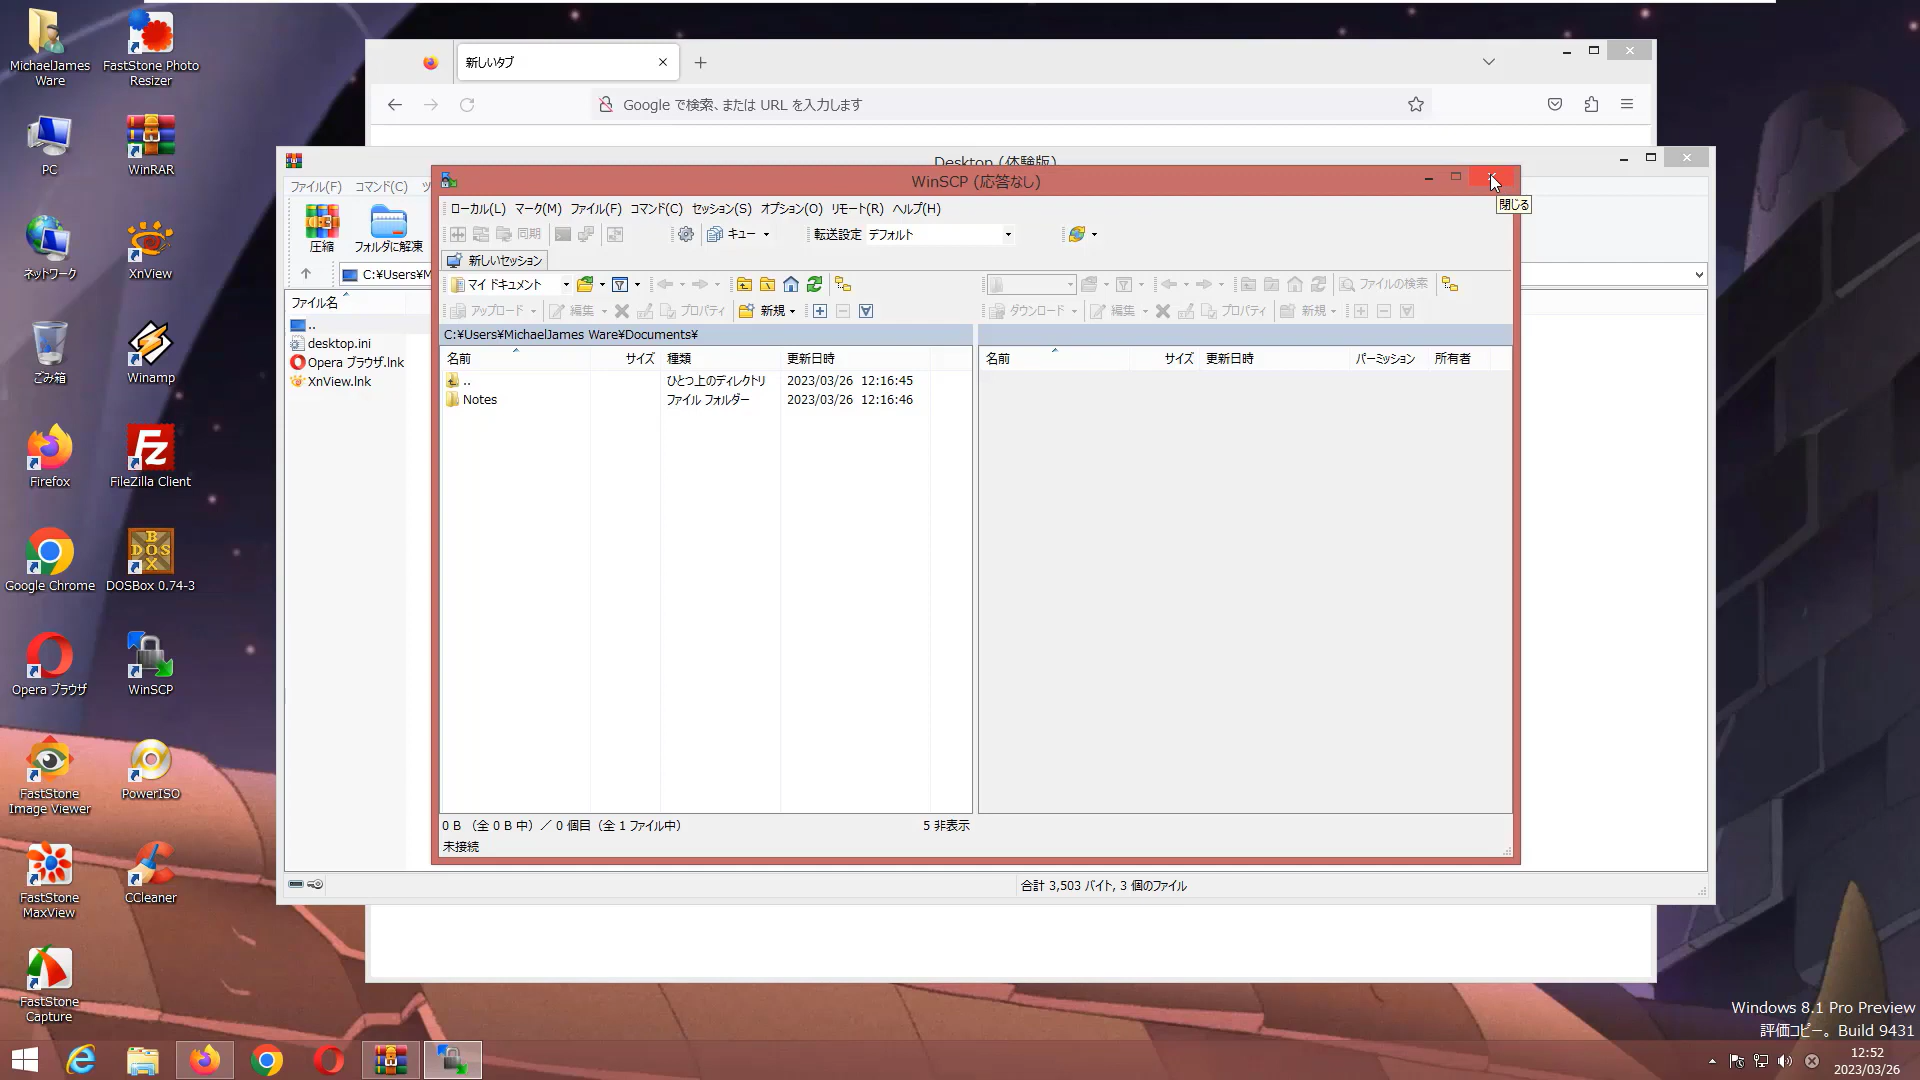 MichaelJames
Ware
FastStone Photo
Resizer
PC
WinRAR
ネットワーク
XnView
ごみ箱
Winamp
Firefox
FileZilla Client
Google Chrome
DOSBox 0.74-3
Opera ブラウザ
WinSCP
FastStone
Image Viewer
PowerISO
FastStone
MaxView
CCleaner
FastStone
Capture
新しいタブ
Google で検索、または URL を入力します
Desktop (体験版)
ファイル(F) コマンド(C) ツ
圧縮
フォルダに解凍
C:¥Users¥M
ファイル名
..
desktop.ini
Opera ブラウザ.lnk
XnView.lnk
合計 3,503 バイト, 3 個のファイル
WinSCP (応答なし)
閉じる
ローカル(L) マーク(M) ファイル(F) コマンド(C) セッション(S) オプション(O) リモート(R) ヘルプ(H)
同期 キュー 転送設定 デフォルト
新しいセッション
マイ ドキュメント
ファイルの検索
アップロード 編集 プロパティ 新規
ダウンロード 編集 プロパティ 新規
C:¥Users¥MichaelJames Ware¥Documents¥
名前 サイズ 種類 更新日時
.. ひとつ上のディレクトリ 2023/03/26 12:16:45
Notes ファイル フォルダー 2023/03/26 12:16:46
名前 サイズ 更新日時 パーミッション 所有者
0 B （全 0 B 中）／ 0 個目（全 1 ファイル中）
5 非表示
未接続
Windows 8.1 Pro Preview
評価コピー。Build 9431
12:52
2023/03/26